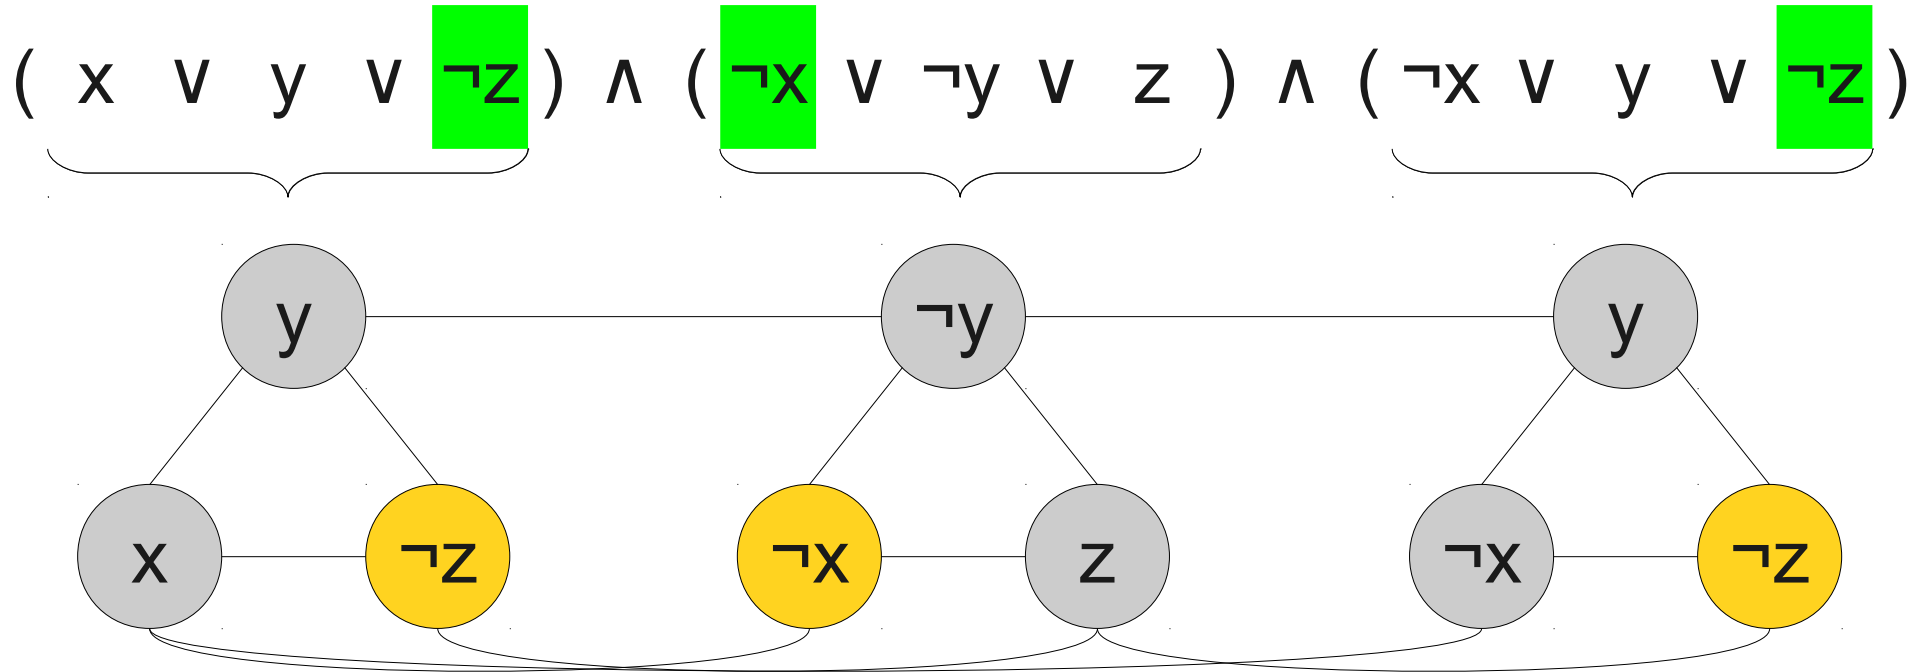 ( x ∨ y ∨ ¬z ) ∧ ( ¬x ∨ ¬y ∨ z ) ∧ ( ¬x ∨ y ∨ ¬z )
y ¬y y
x ¬z ¬x z ¬x ¬z